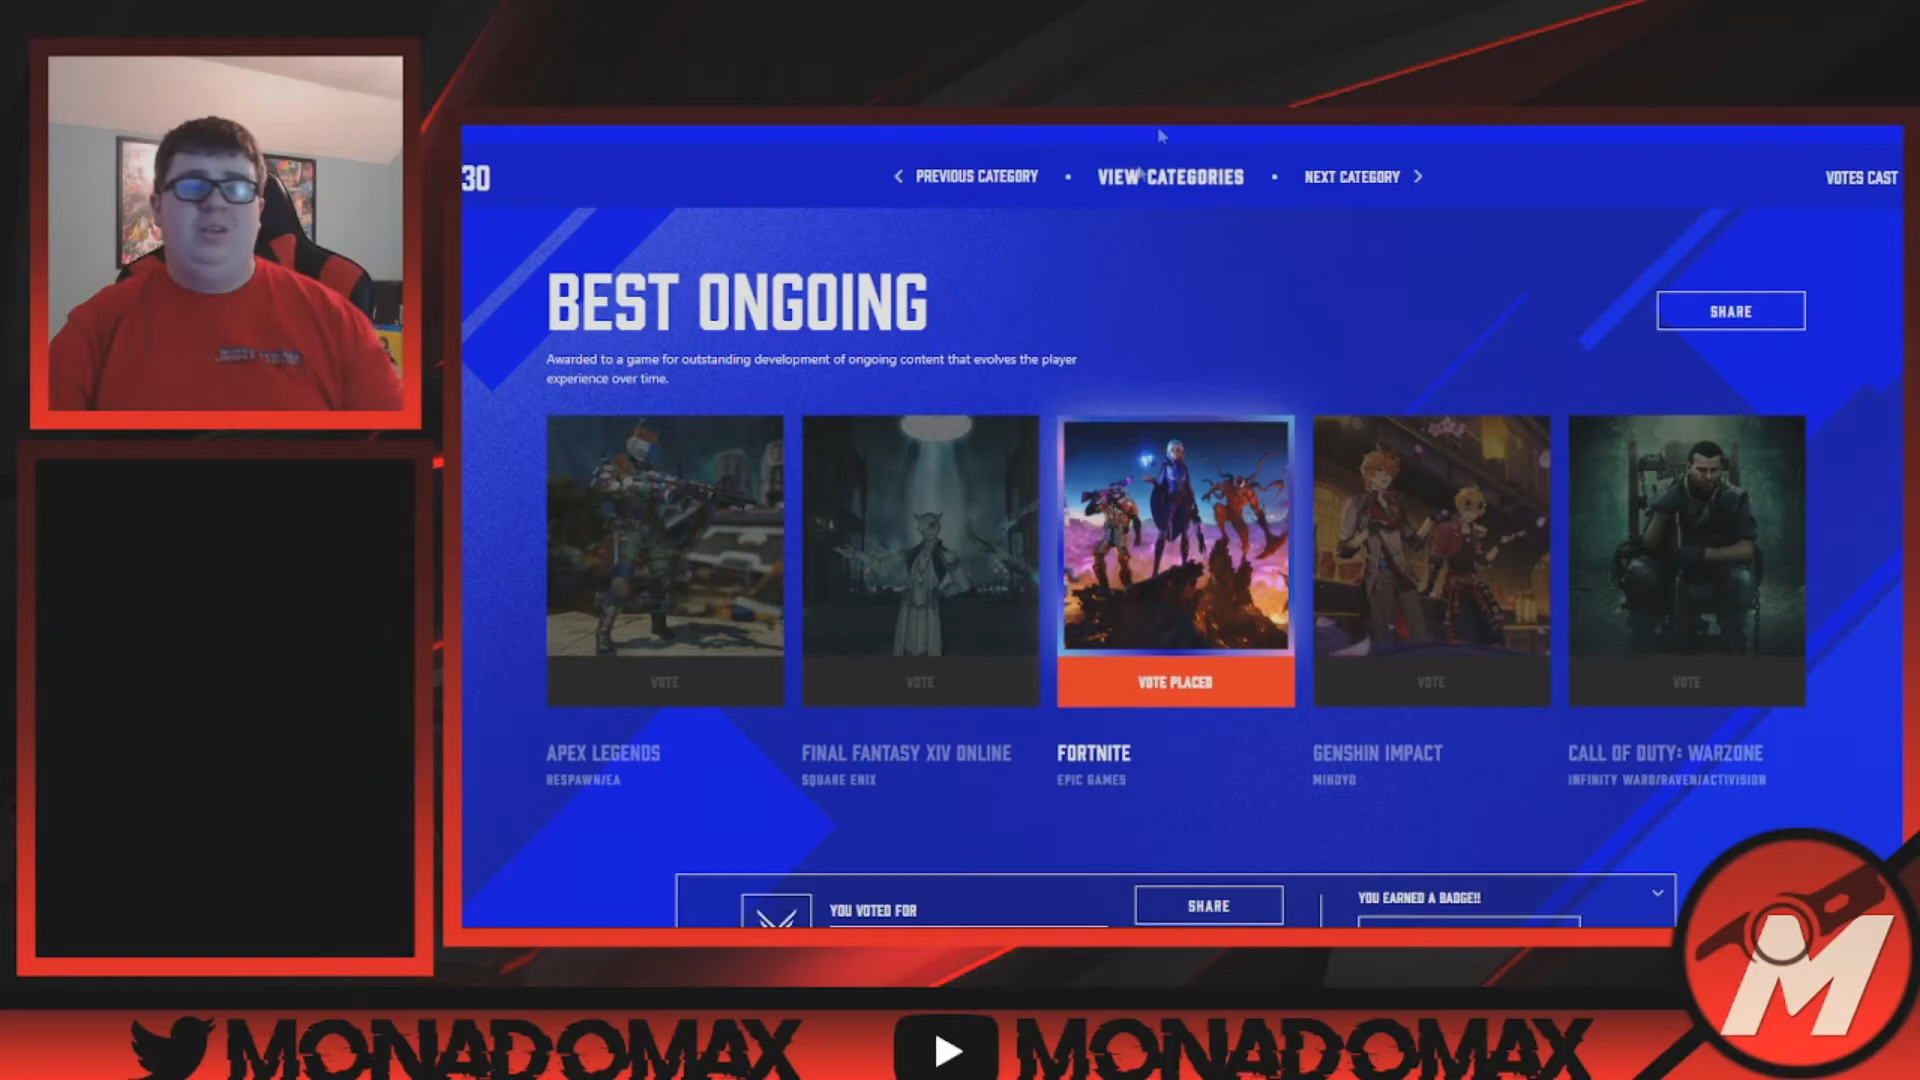 30
PREVIOUS CATEGORY
VIEW CATEGORIES
NEXT CATEGORY
VOTES CAST
BEST ONGOING
SHARE
Awarded to a game for outstanding development of ongoing content that evolves the player
experience over time.
VOTE
VOTE
VOTE PLACED
VOTE
VOTE
APEX LEGENDS
RESPAWN/EA
FINAL FANTASY XIV ONLINE
SQUARE ENIX
FORTNITE
EPIC GAMES
GENSHIN IMPACT
MIHOYO
CALL OF DUTY: WARZONE
INFINITY WARD/RAVEN/ACTIVISION
YOU VOTED FOR
SHARE
YOU EARNED A BADGE!!
M
MONADOMAX
MONADOMAX